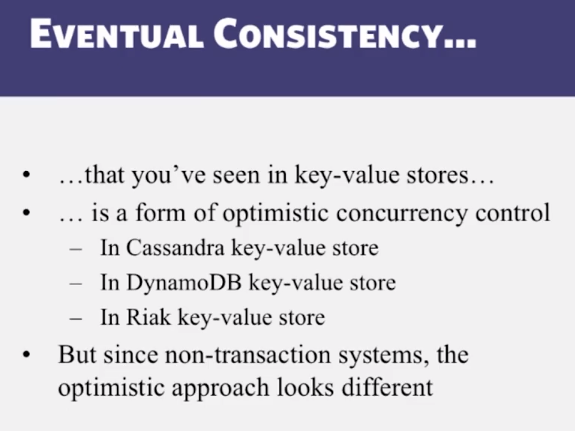 EVENTUAL CONSISTENCY...
• ...that you've seen in key-value stores...
• ... is a form of optimistic concurrency control
– In Cassandra key-value store
– In DynamoDB key-value store
– In Riak key-value store
• But since non-transaction systems, the
optimistic approach looks different